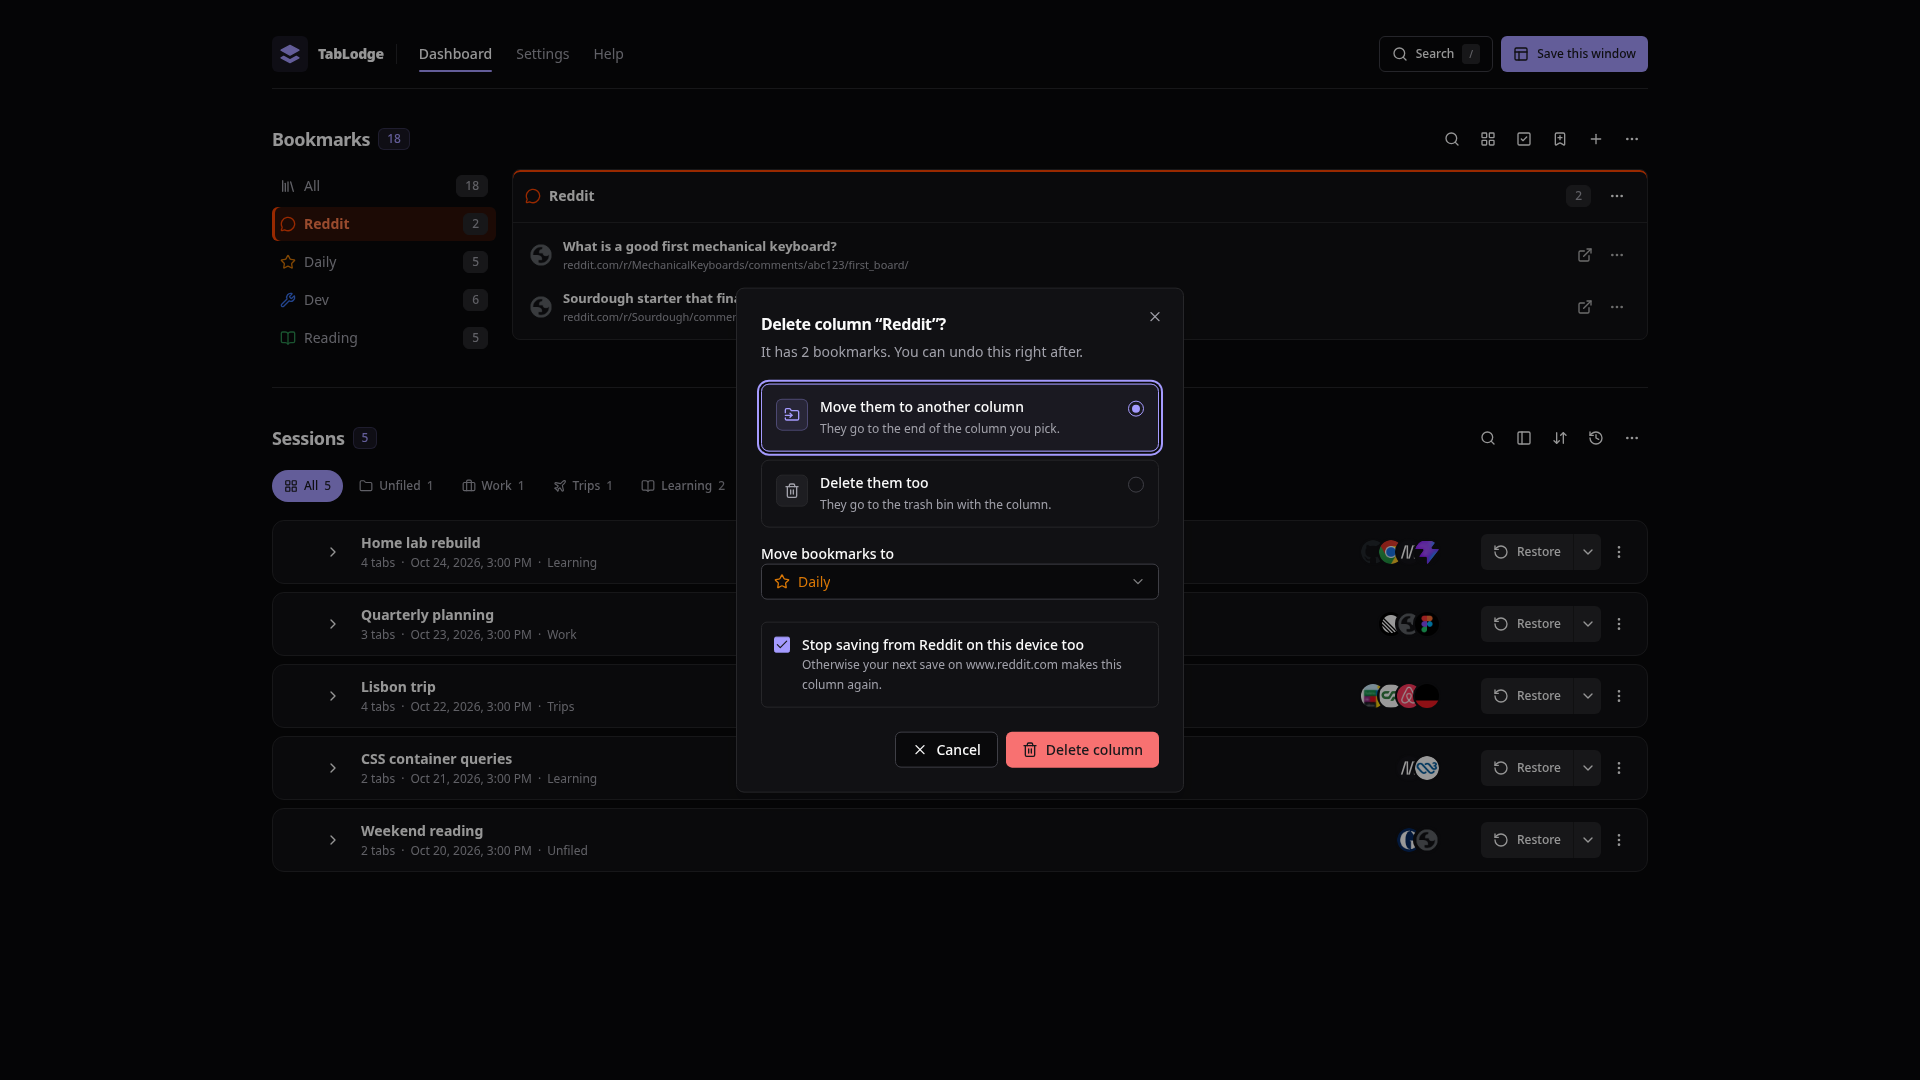 TabLodge
Dashboard
Settings
Help
Search /
Save this window
Bookmarks 18
All 18
Reddit 2
Daily 5
Dev 6
Reading 5
Reddit 2
What is a good first mechanical keyboard?
reddit.com/r/MechanicalKeyboards/comments/abc123/first_board/
Sourdough starter that
reddit.com/r/Sourdough/
Delete column “Reddit”?
It has 2 bookmarks. You can undo this right after.
Move them to another column
They go to the end of the column you pick.
Delete them too
They go to the trash bin with the column.
Move bookmarks to
Daily
Stop saving from Reddit on this device too
Otherwise your next save on www.reddit.com makes this
column again.
Cancel
Delete column
Sessions 5
All 5
Unfiled 1
Work 1
Trips 1
Learning 2
Home lab rebuild
4 tabs · Oct 24, 2026, 3:00 PM · Learning
Restore
Quarterly planning
3 tabs · Oct 23, 2026, 3:00 PM · Work
Restore
Lisbon trip
4 tabs · Oct 22, 2026, 3:00 PM · Trips
Restore
CSS container queries
2 tabs · Oct 21, 2026, 3:00 PM · Learning
Restore
Weekend reading
2 tabs · Oct 20, 2026, 3:00 PM · Unfiled
Restore